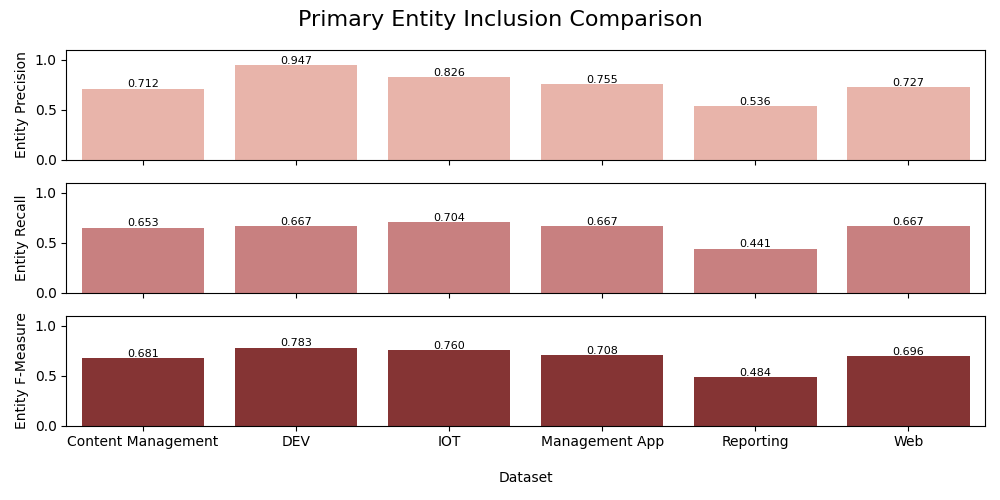 Primary Entity Inclusion Comparison
Entity Precision
1.0
0.5
0.0
0.712
0.947
0.826
0.755
0.536
0.727
Entity Recall
1.0
0.5
0.0
0.653
0.667
0.704
0.667
0.441
0.667
Entity F-Measure
1.0
0.5
0.0
0.681
0.783
0.760
0.708
0.484
0.696
Content Management
DEV
IOT
Management App
Reporting
Web
Dataset